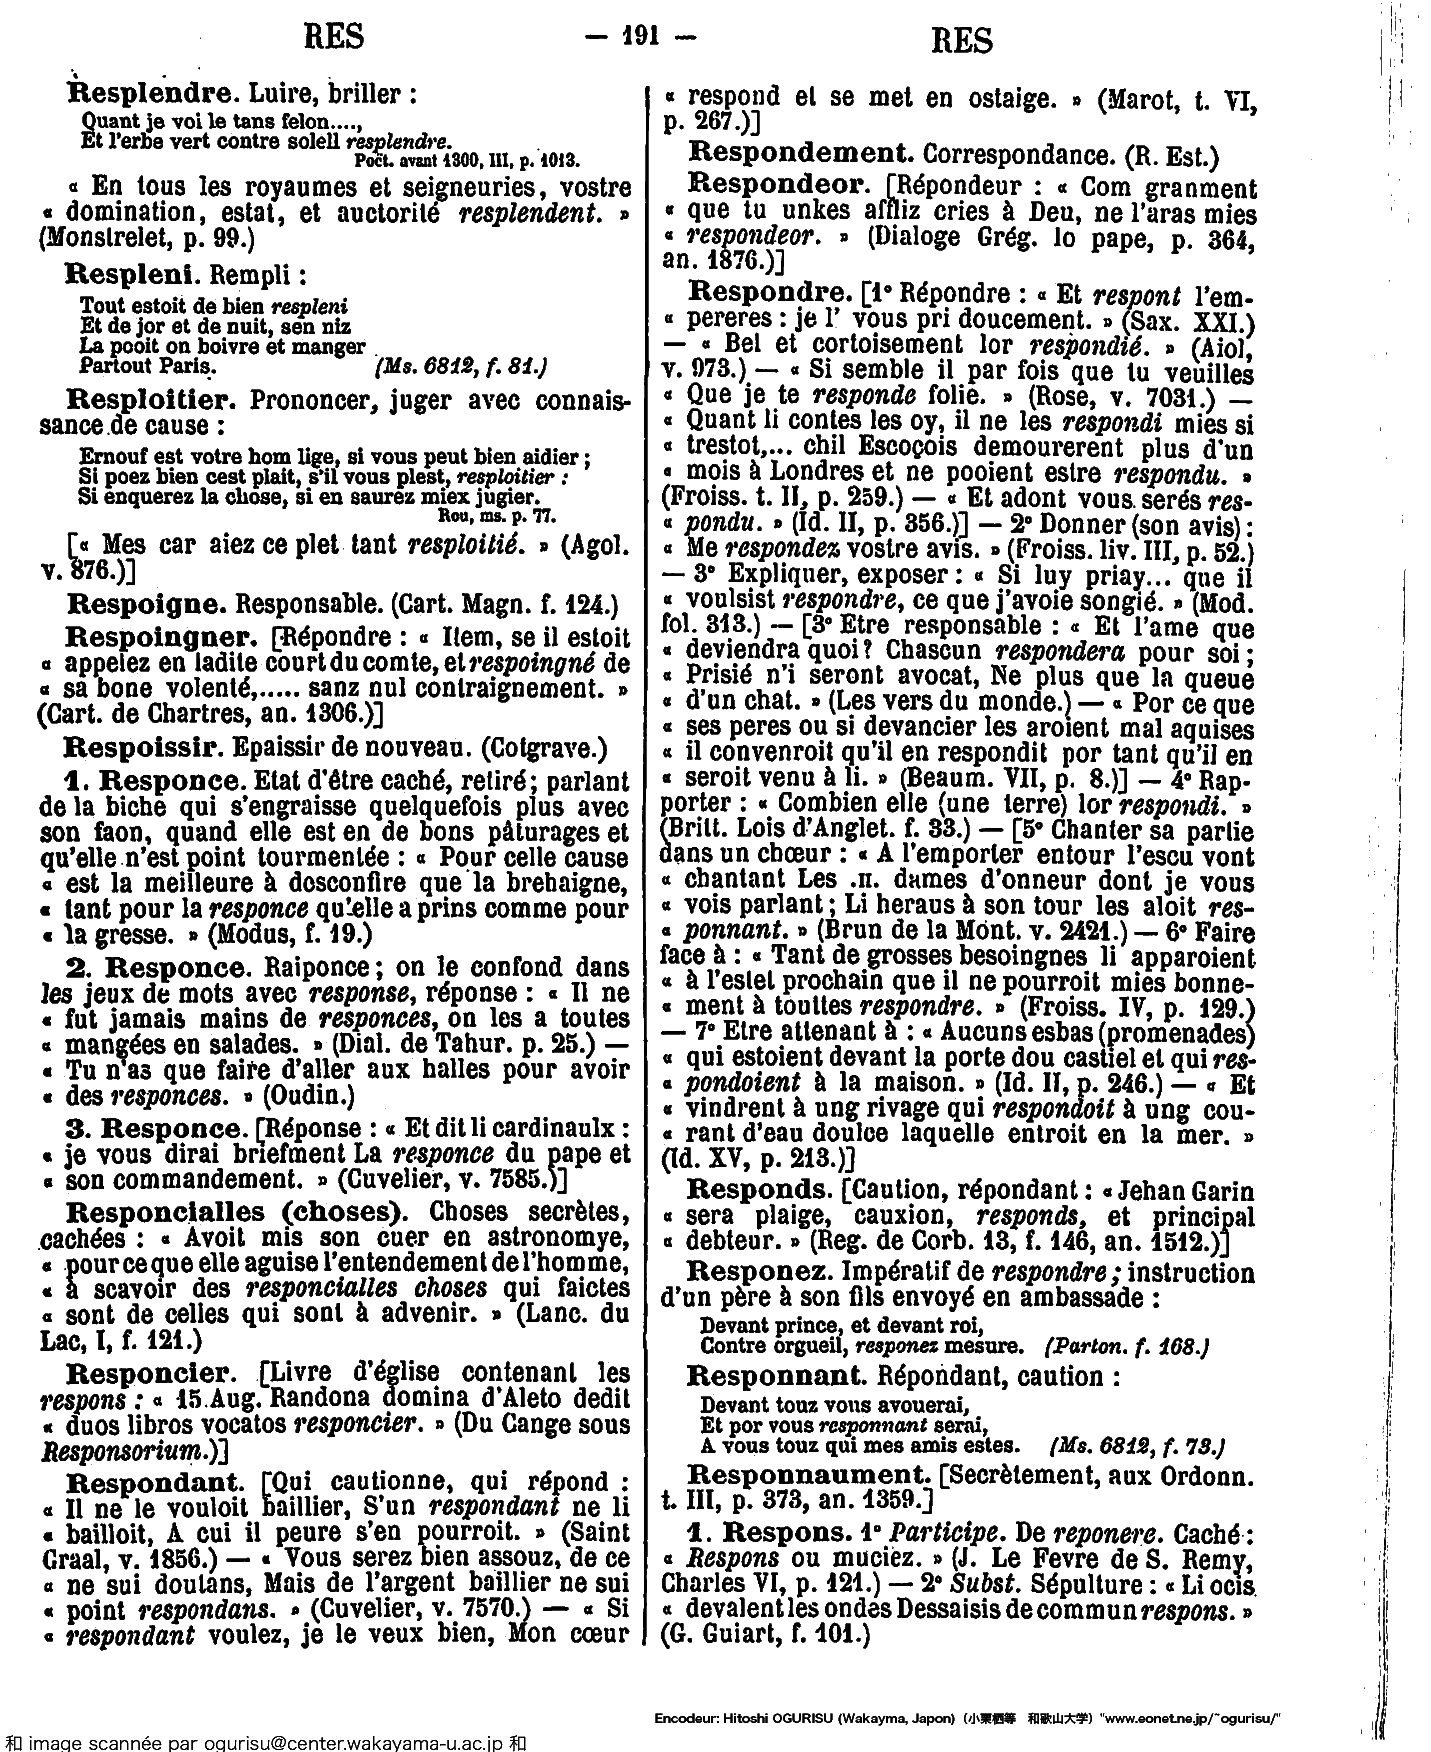 RES
— 191 —
RES
Resplendre. Luire, briller :
Quant je voi le tans felon....,
Et l'erbe vert contre soleil resplendre.
Poët. avant 1300, III, p. 1013.
« En tous les royaumes et seigneuries, vostre
« domination, estat, et auctorité resplendent. »
(Monstrelet, p. 99.)
Respleni. Rempli :
Tout estoit de bien respleni
Et de jor et de nuit, sen niz
La pooit on boivre et manger
Partout Paris. (Ms. 6812, f. 81.)
Resploitier. Prononcer, juger avec connais-
sance de cause :
Ernouf est votre hom lige, si vous peut bien aidier ;
Si poez bien cest plait, s'il vous plest, resploitier :
Si enquerez la chose, si en saurez miex jugier.
Rou, ms. p. 77.
[« Mes car aiez ce plet tant resploitié. » (Agol.
v. 876.)]
Respoigne. Responsable. (Cart. Magn. f. 124.)
Respoingner. [Répondre : « Item, se il estoit
« appelez en ladite court du comte, et respoingné de
« sa bone volenté,..... sanz nul contraignement. »
(Cart. de Chartres, an. 1306.)]
Respoissir. Epaissir de nouveau. (Cotgrave.)
1. Responce. Etat d'être caché, retiré ; parlant
de la biche qui s'engraisse quelquefois plus avec
son faon, quand elle est en de bons pâturages et
qu'elle n'est point tourmentée : « Pour celle cause
« est la meilleure à desconfire que la brehaigne,
« tant pour la responce qu'elle a prins comme pour
« la gresse. » (Modus, f. 19.)
2. Responce. Raiponce ; on le confond dans
les jeux de mots avec response, réponse : « Il ne
« fut jamais mains de responces, on les a toutes
« mangées en salades. » (Dial. de Tahur. p. 25.) —
« Tu n'as que faire d'aller aux halles pour avoir
« des responces. » (Oudin.)
3. Responce. [Réponse : « Et dit li cardinaulx :
« je vous dirai briefment La responce du pape et
« son commandement. » (Cuvelier, v. 7585.)]
Responcialles (choses). Choses secrètes,
cachées : « Avoit mis son cuer en astronomye,
« pour ce que elle aguise l'entendement de l'homme,
« à scavoir des responcialles choses qui faictes
« sont de celles qui sont à advenir. » (Lanc. du
Lac, I, f. 121.)
Responcier. [Livre d'église contenant les
respons : « 15 Aug. Randona domina d'Aleto dedit
« duos libros vocatos responcier. » (Du Cange sous
Responsorium.)]
Respondant. [Qui cautionne, qui répond :
« Il ne le vouloit baillier, S'un respondant ne li
« bailloit, A cui il peure s'en pourroit. » (Saint
Graal, v. 1856.) — « Vous serez bien assouz, de ce
« ne sui doutans, Mais de l'argent baillier ne sui
« point respondans. » (Cuvelier, v. 7570.) — « Si
« respondant voulez, je le veux bien, Mon cœur
« respond et se met en ostaige. » (Marot, t. VI,
p. 267.)]
Respondement. Correspondance. (R. Est.)
Respondeor. [Répondeur : « Com granment
« que tu unkes affliz cries à Deu, ne l'aras mies
« respondeor. » (Dialoge Grég. lo pape, p. 364,
an. 1876.)]
Respondre. [1° Répondre : « Et respont l'em-
« pereres : je l' vous pri doucement. » (Sax. XXI.)
— « Bel et cortoisement lor respondié. » (Aiol,
v. 973.) — « Si semble il par fois que tu veuilles
« Que je te responde folie. » (Rose, v. 7031.) —
« Quant li contes les oy, il ne les respondi mies si
« trestot,... chil Escoçois demourerent plus d'un
« mois à Londres et ne pooient estre respondu. »
(Froiss. t. II, p. 259.) — « Et adont vous serés res-
« pondu. » (Id. II, p. 356.)] — 2° Donner (son avis) :
« Me respondez vostre avis. » (Froiss. liv. III, p. 52.)
— 3° Expliquer, exposer : « Si luy priay... que il
« voulsist respondre, ce que j'avoie songié. » (Mod.
fol. 313.) — [3° Etre responsable : « Et l'ame que
« deviendra quoi ? Chascun respondera pour soi ;
« Prisié n'i seront avocat, Ne plus que la queue
« d'un chat. » (Les vers du monde.) — « Por ce que
« ses peres ou si devancier les aroient mal aquises
« il convenroit qu'il en respondit por tant qu'il en
« seroit venu à li. » (Beaum. VII, p. 8.)] — 4° Rap-
porter : « Combien elle (une terre) lor respondi. »
(Britt. Lois d'Anglet. f. 33.) — [5° Chanter sa partie
dans un chœur : « A l'emporter entour l'escu vont
« chantant Les .II. dames d'onneur dont je vous
« vois parlant ; Li heraus à son tour les aloit res-
« ponnant. » (Brun de la Mont. v. 2421.) — 6° Faire
face à : « Tant de grosses besoingnes li apparoient
« à l'estet prochain que il ne pourroit mies bonne-
« ment à touttes respondre. » (Froiss. IV, p. 129.)
— 7° Etre attenant à : « Aucuns esbas (promenades)
« qui estoient devant la porte dou castiel et qui res-
« pondoient à la maison. » (Id. II, p. 246.) — « Et
« vindrent à ung rivage qui respondoit à ung cou-
« rant d'eau doulce laquelle entroit en la mer. »
(Id. XV, p. 213.)]
Responds. [Caution, répondant : « Jehan Garin
« sera plaige, cauxion, responds, et principal
« debteur. » (Reg. de Corb. 13, f. 146, an. 1512.)]
Responez. Impératif de respondre ; instruction
d'un père à son fils envoyé en ambassade :
Devant prince, et devant roi,
Contre orgueil, responez mesure. (Parton. f. 168.)
Responnant. Répondant, caution :
Devant touz vous avouerai,
Et por vous responnant serai,
A vous touz qui mes amis estes. (Ms. 6812, f. 73.)
Responnaument. [Secrètement, aux Ordonn.
t. III, p. 373, an. 1359.]
1. Respons. 1° Participe. De reponere. Caché :
« Respons ou muciez. » (J. Le Fevre de S. Remy,
Charles VI, p. 121.) — 2° Subst. Sépulture : « Li ocis
« devalent les ondes Dessaisis de commun respons. »
(G. Guiart, f. 101.)
Encodeur: Hitoshi OGURISU (Wakayma, Japon) (小栗栖等 和歌山大学) "www.eonet.ne.jp/~ogurisu/"
和 image scannée par ogurisu@center.wakayama-u.ac.jp 和